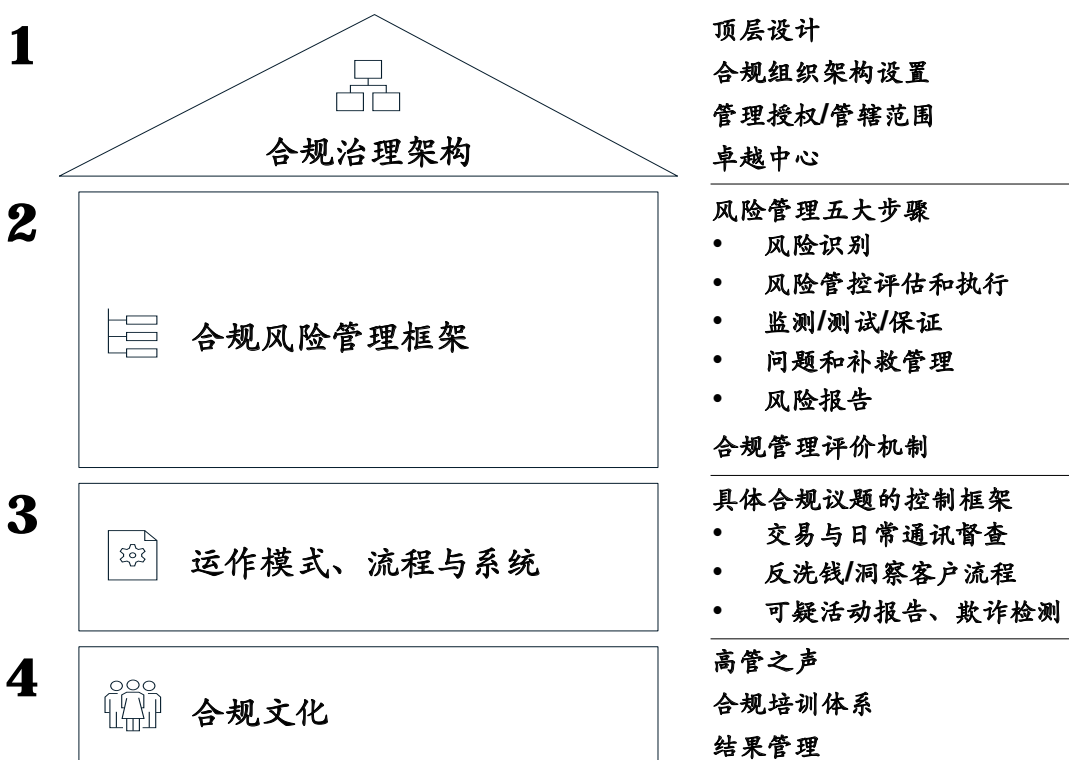 1
合规治理架构
顶层设计
合规组织架构设置
管理授权/管辖范围
卓越中心
2
合规风险管理框架
风险管理五大步骤
• 风险识别
• 风险管控评估和执行
• 监测/测试/保证
• 问题和补救管理
• 风险报告
合规管理评价机制
3
运作模式、流程与系统
具体合规议题的控制框架
• 交易与日常通讯督查
• 反洗钱/洞察客户流程
• 可疑活动报告、欺诈检测
4
合规文化
高管之声
合规培训体系
结果管理